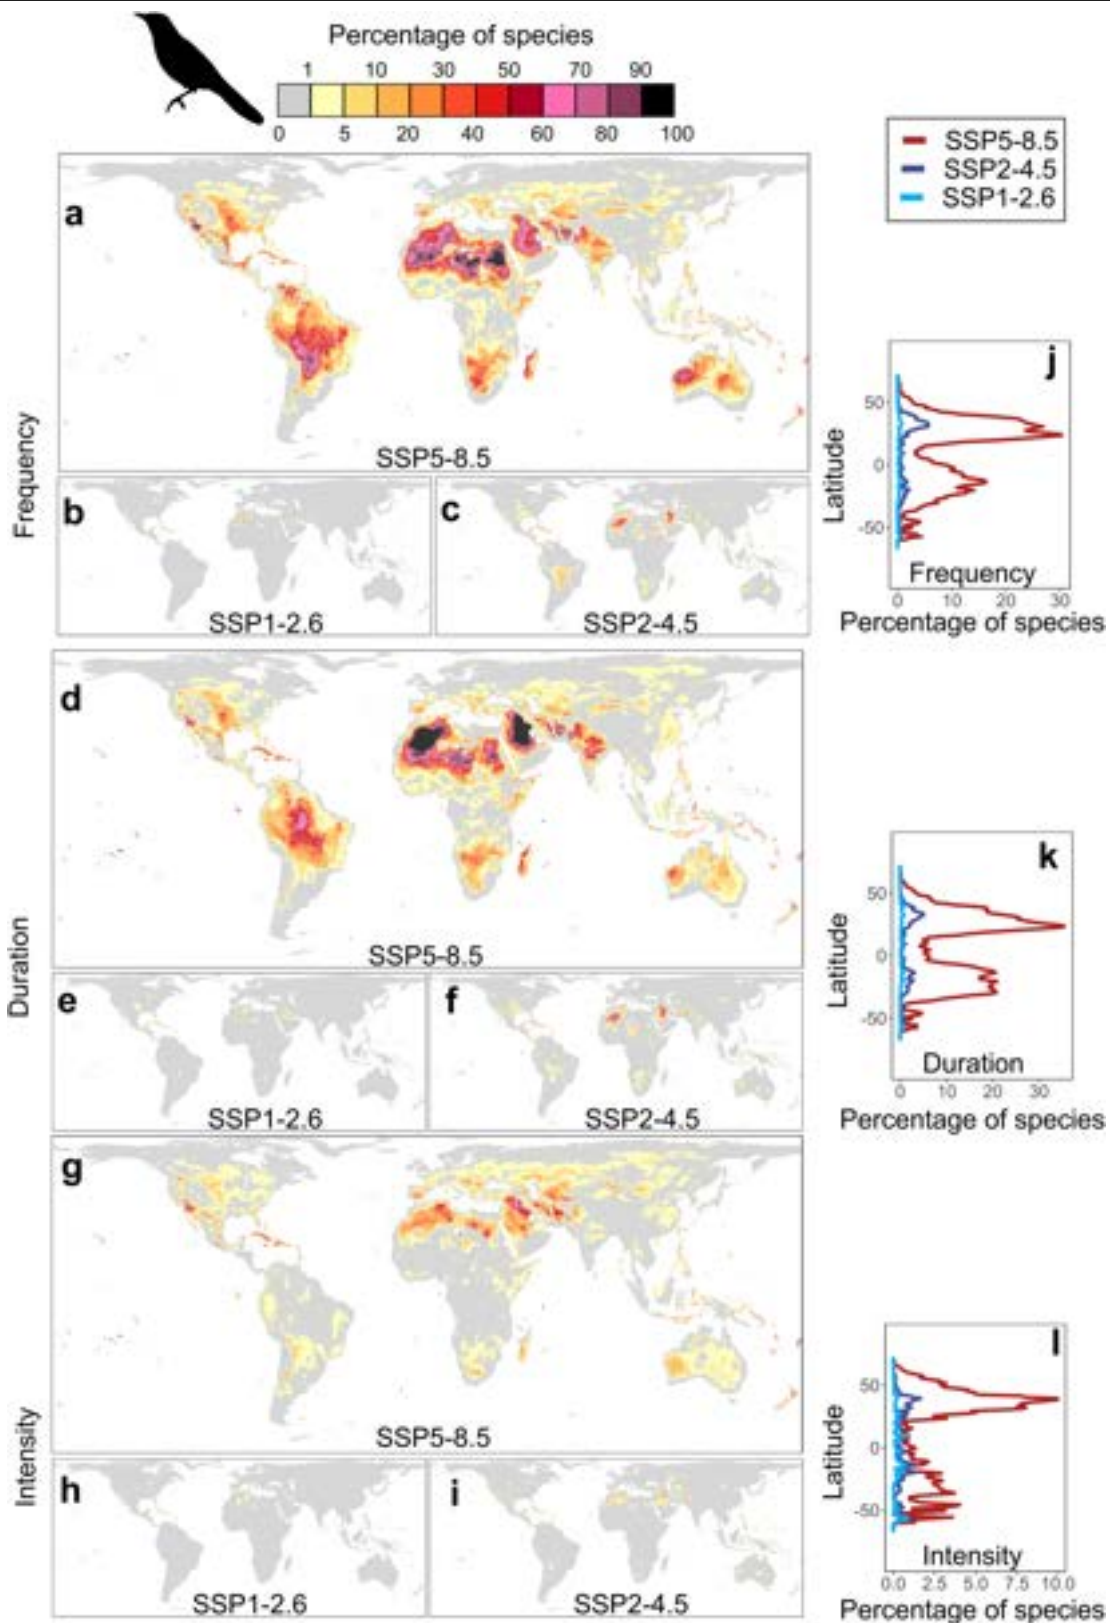 Percentage of species
1 10 30 50 70 90
0 5 20 40 60 80 100
SSP5-8.5
SSP2-4.5
SSP1-2.6
a
SSP5-8.5
Frequency
b
SSP1-2.6
c
SSP2-4.5
j
50
0
-50
Latitude
Frequency
0 10 20 30
Percentage of species
d
SSP5-8.5
Duration
e
SSP1-2.6
f
SSP2-4.5
k
50
0
-50
Latitude
Duration
0 10 20 30
Percentage of species
g
SSP5-8.5
Intensity
h
SSP1-2.6
i
SSP2-4.5
l
50
0
-50
Latitude
Intensity
0.0 2.5 5.0 7.5 10.0
Percentage of species